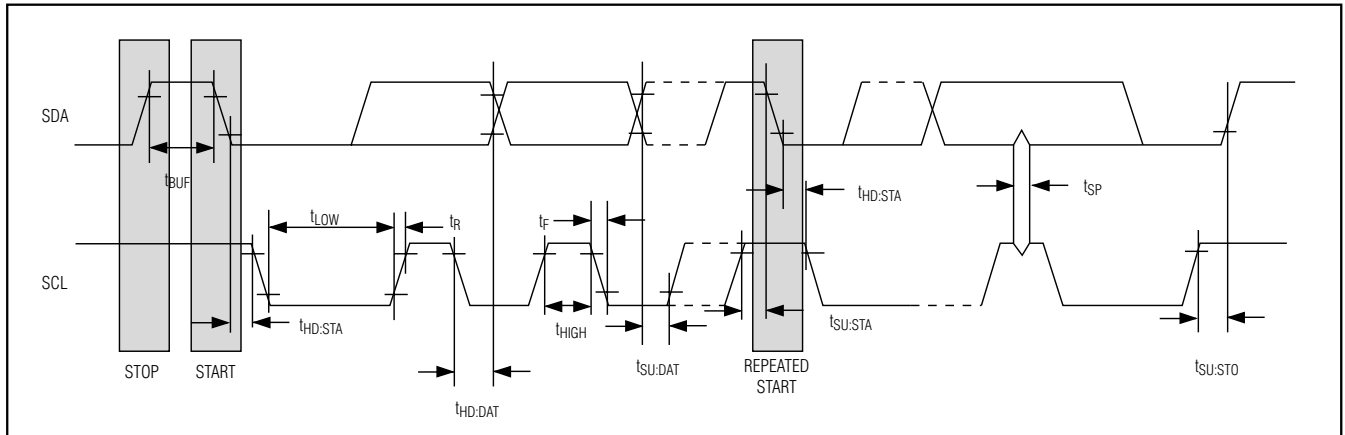 SDA
tBUF
tHD:STA
tSP
tLOW
tR
tF
SCL
tHD:STA
tHIGH
tSU:STA
tSU:DAT
tSU:STO
STOP
START
REPEATED
START
tHD:DAT